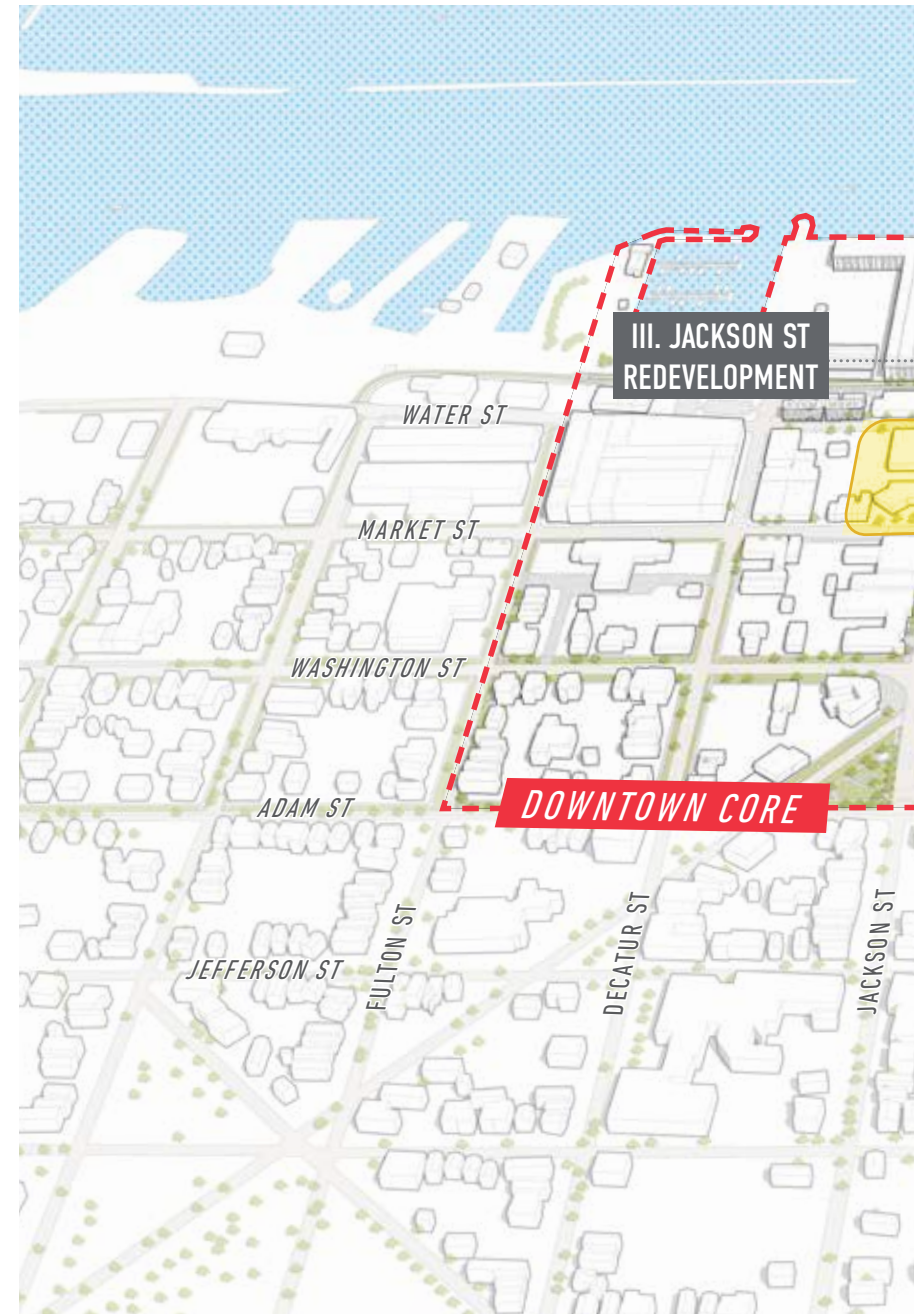 III. JACKSON ST
REDEVELOPMENT
WATER ST
MARKET ST
WASHINGTON ST
ADAM ST
DOWNTOWN CORE
JEFFERSON ST
FULTON ST
DECATUR ST
JACKSON ST